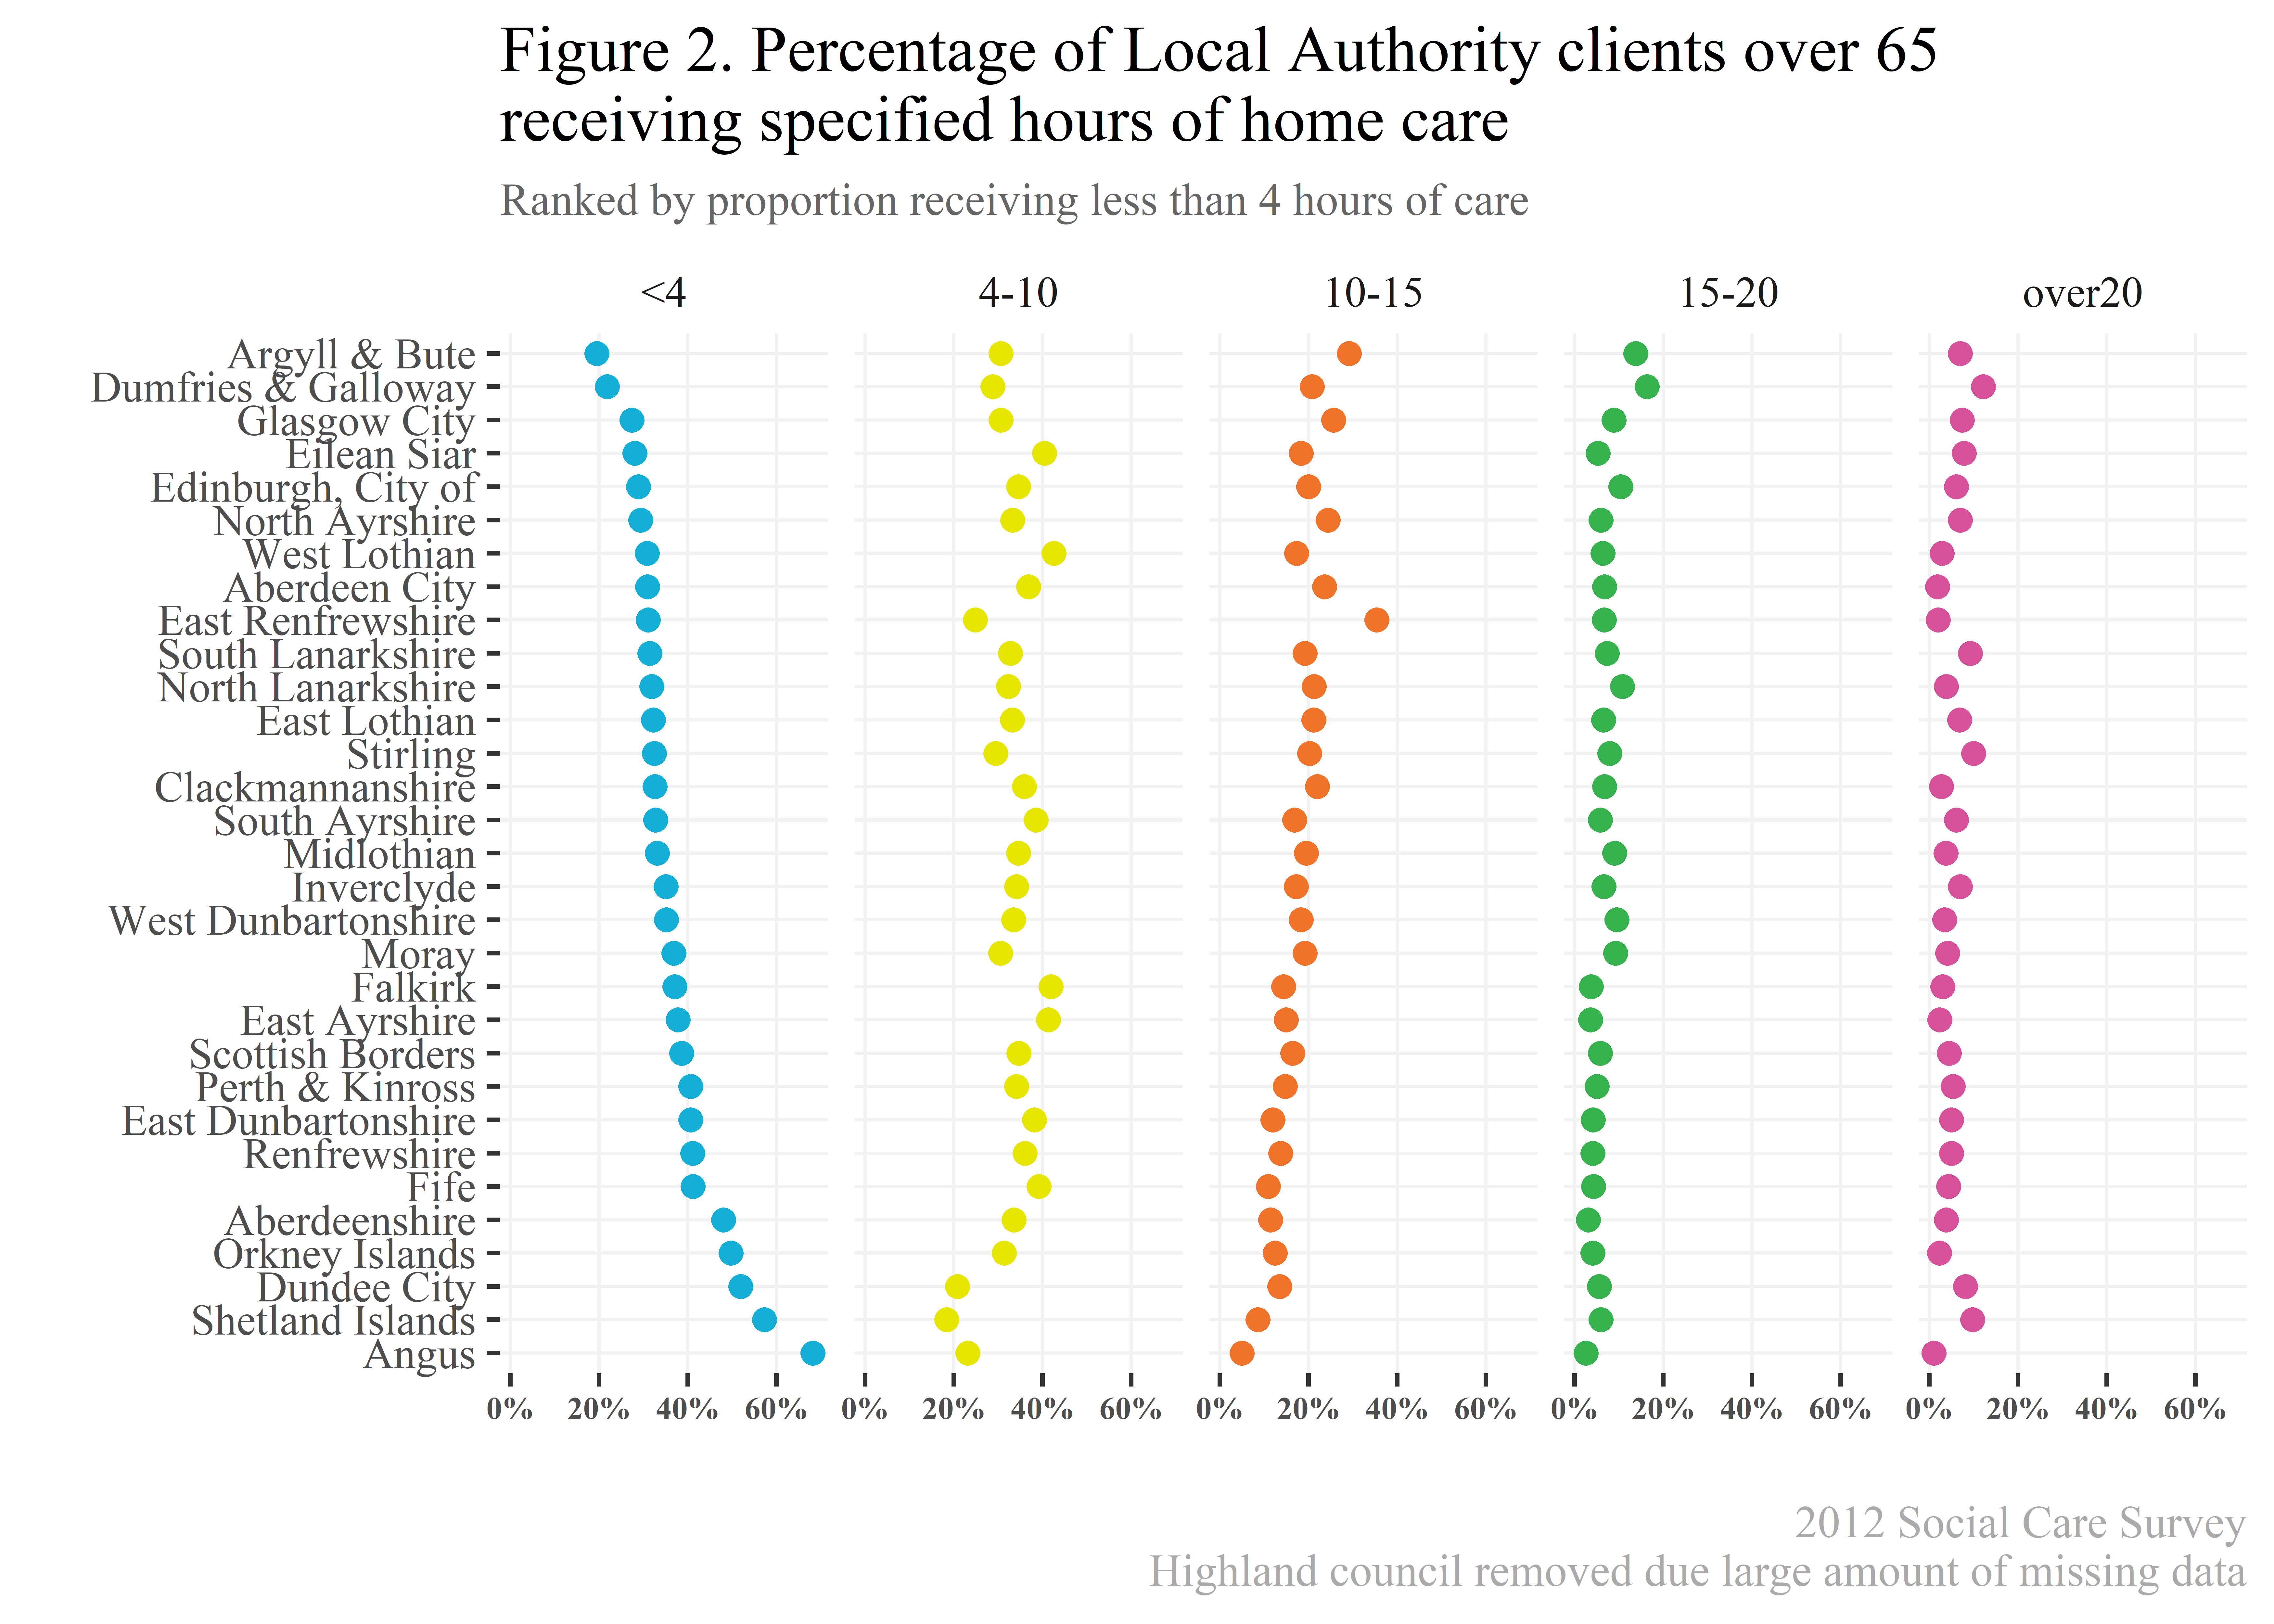 Figure 2. Percentage of Local Authority clients over 65
receiving specified hours of home care
Ranked by proportion receiving less than 4 hours of care
<4 4-10 10-15 15-20 over20
Argyll & Bute
Dumfries & Galloway
Glasgow City
Eilean Siar
Edinburgh, City of
North Ayrshire
West Lothian
Aberdeen City
East Renfrewshire
South Lanarkshire
North Lanarkshire
East Lothian
Stirling
Clackmannanshire
South Ayrshire
Midlothian
Inverclyde
West Dunbartonshire
Moray
Falkirk
East Ayrshire
Scottish Borders
Perth & Kinross
East Dunbartonshire
Renfrewshire
Fife
Aberdeenshire
Orkney Islands
Dundee City
Shetland Islands
Angus
0% 20% 40% 60% 0% 20% 40% 60% 0% 20% 40% 60% 0% 20% 40% 60% 0% 20% 40% 60%
2012 Social Care Survey
Highland council removed due large amount of missing data